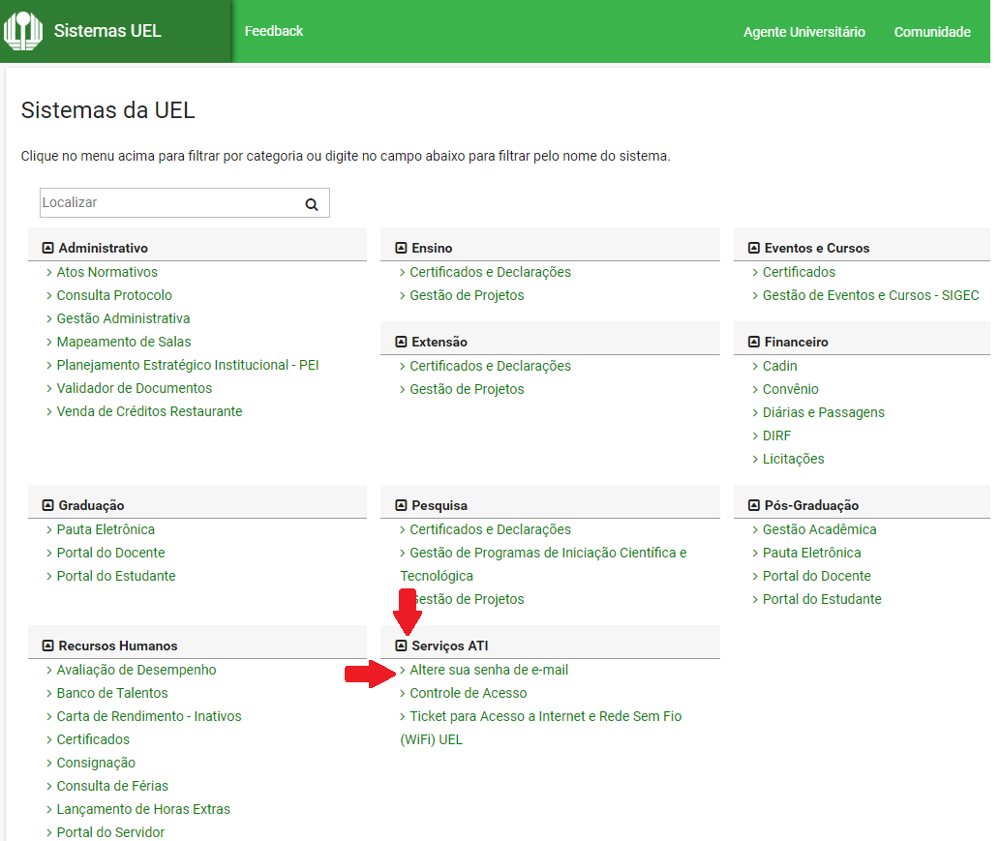 Sistemas UEL
Feedback
Agente Universitário
Comunidade
Sistemas da UEL
Clique no menu acima para filtrar por categoria ou digite no campo abaixo para filtrar pelo nome do sistema.
Localizar
Administrativo
Atos Normativos
Consulta Protocolo
Gestão Administrativa
Mapeamento de Salas
Planejamento Estratégico Institucional - PEI
Validador de Documentos
Venda de Créditos Restaurante
Ensino
Certificados e Declarações
Gestão de Projetos
Extensão
Certificados e Declarações
Gestão de Projetos
Eventos e Cursos
Certificados
Gestão de Eventos e Cursos - SIGEC
Financeiro
Cadin
Convênio
Diárias e Passagens
DIRF
Licitações
Graduação
Pauta Eletrônica
Portal do Docente
Portal do Estudante
Pesquisa
Certificados e Declarações
Gestão de Programas de Iniciação Científica e
Tecnológica
Gestão de Projetos
Pós-Graduação
Gestão Acadêmica
Pauta Eletrônica
Portal do Docente
Portal do Estudante
Recursos Humanos
Avaliação de Desempenho
Banco de Talentos
Carta de Rendimento - Inativos
Certificados
Consignação
Consulta de Férias
Lançamento de Horas Extras
Portal do Servidor
Serviços ATI
Altere sua senha de e-mail
Controle de Acesso
Ticket para Acesso a Internet e Rede Sem Fio
(WiFi) UEL